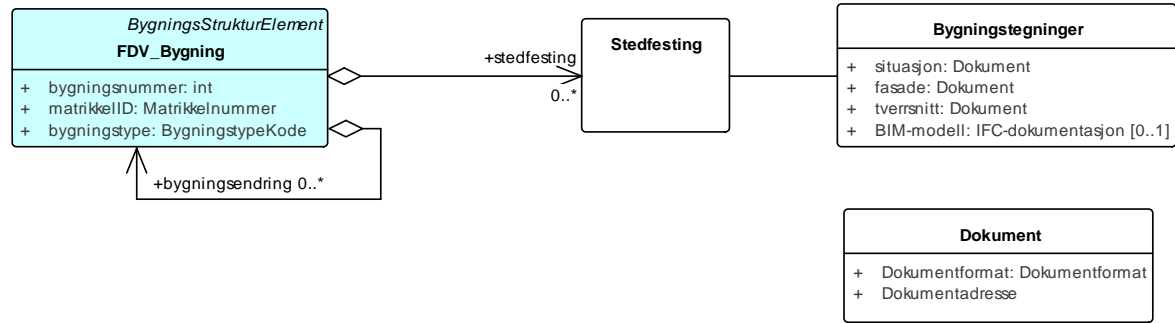 BygningsStrukturElement
FDV_Bygning
+ bygningsnummer: int
+ matrikkelID: Matrikkelnummer
+ bygningstype: BygningstypeKode
+bygningsendring 0..*
+stedfesting
0..*
Stedfesting
Bygningstegninger
+ situasjon: Dokument
+ fasade: Dokument
+ tverrsnitt: Dokument
+ BIM-modell: IFC-dokumentasjon [0..1]
Dokument
+ Dokumentformat: Dokumentformat
+ Dokumentadresse